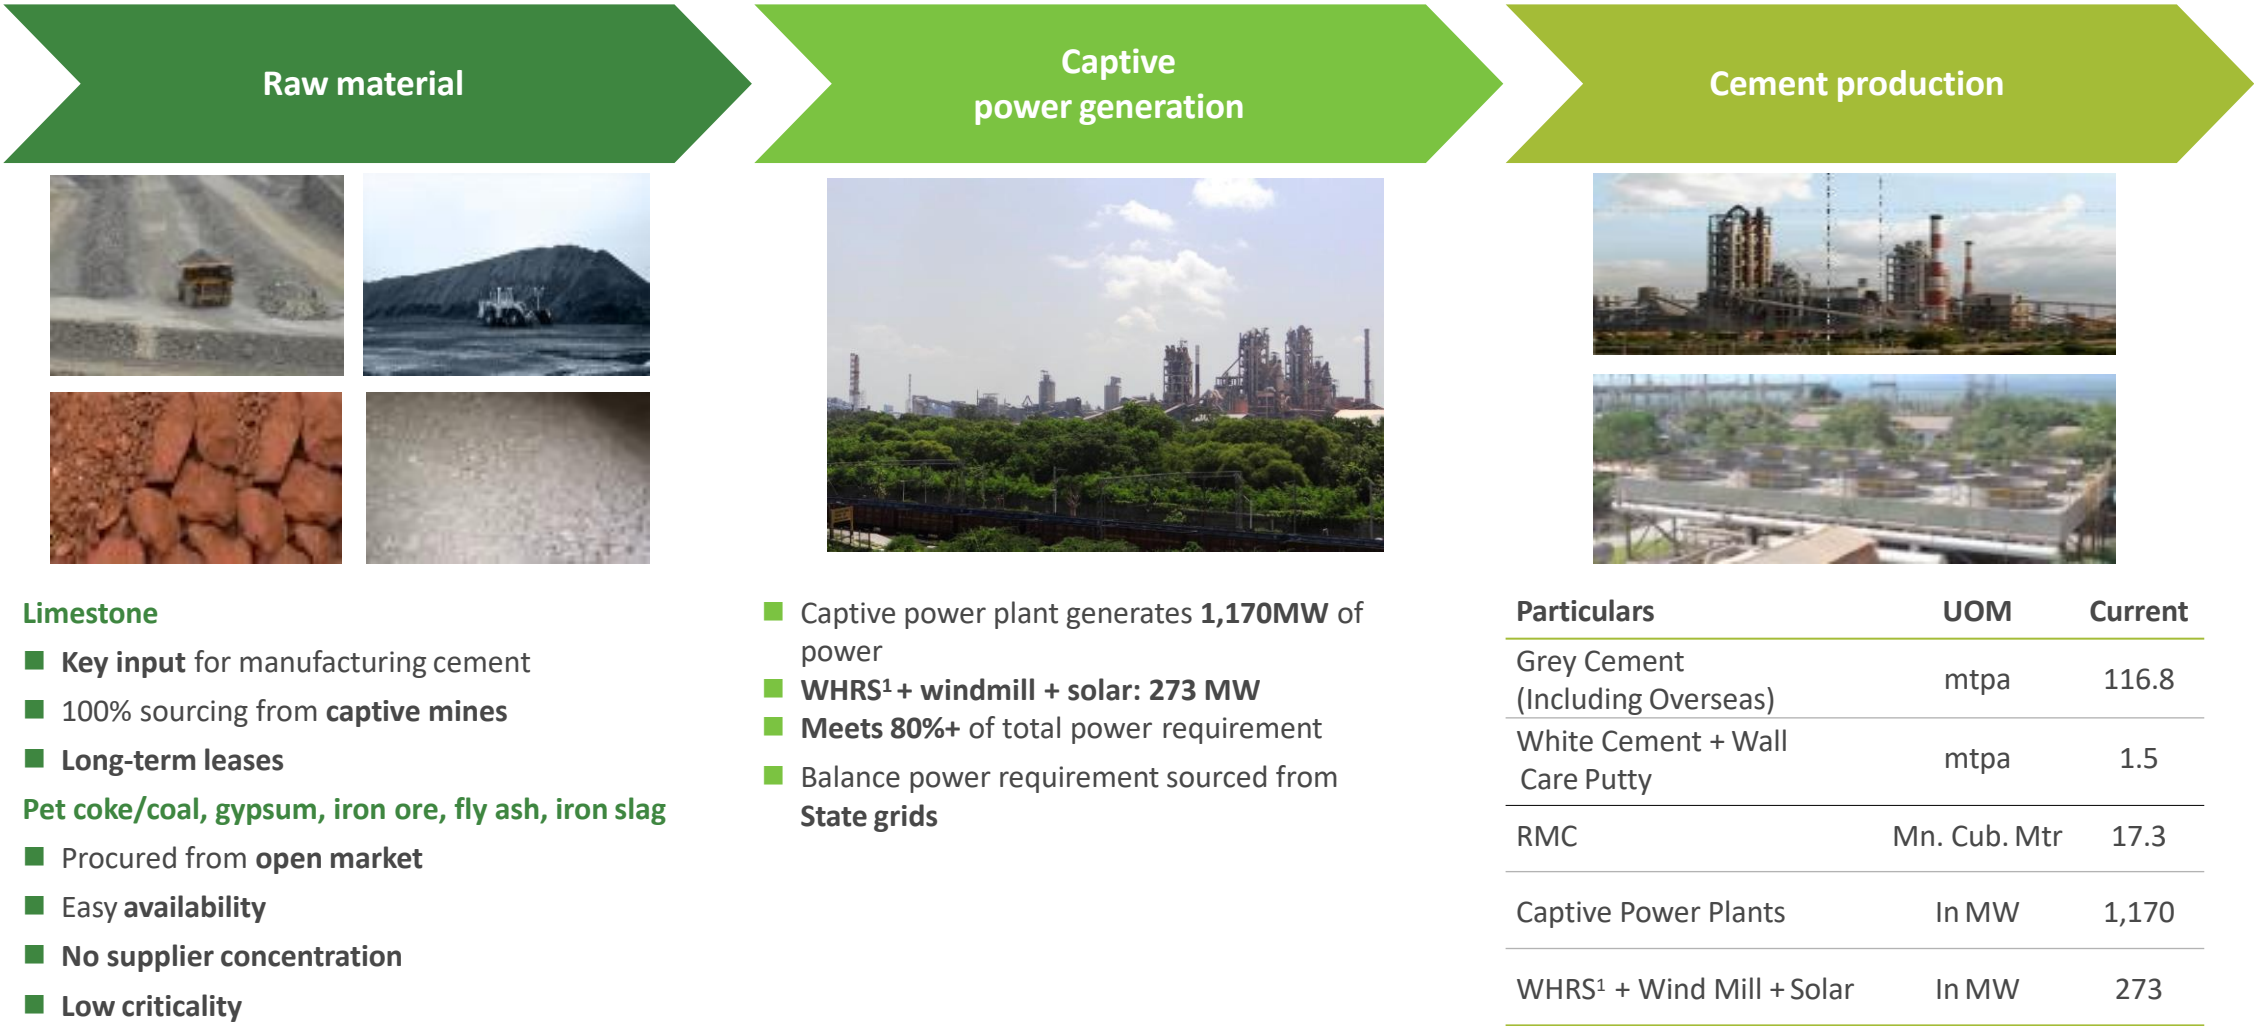 Raw material
Captive
power generation
Cement production
Limestone
Key input for manufacturing cement
100% sourcing from captive mines
Long-term leases
Pet coke/coal, gypsum, iron ore, fly ash, iron slag
Procured from open market
Easy availability
No supplier concentration
Low criticality
Captive power plant generates 1,170MW of
power
WHRS¹ + windmill + solar: 273 MW
Meets 80%+ of total power requirement
Balance power requirement sourced from
State grids
Particulars UOM Current
Grey Cement
(Including Overseas) mtpa 116.8
White Cement + Wall
Care Putty mtpa 1.5
RMC Mn. Cub. Mtr 17.3
Captive Power Plants In MW 1,170
WHRS¹ + Wind Mill + Solar In MW 273